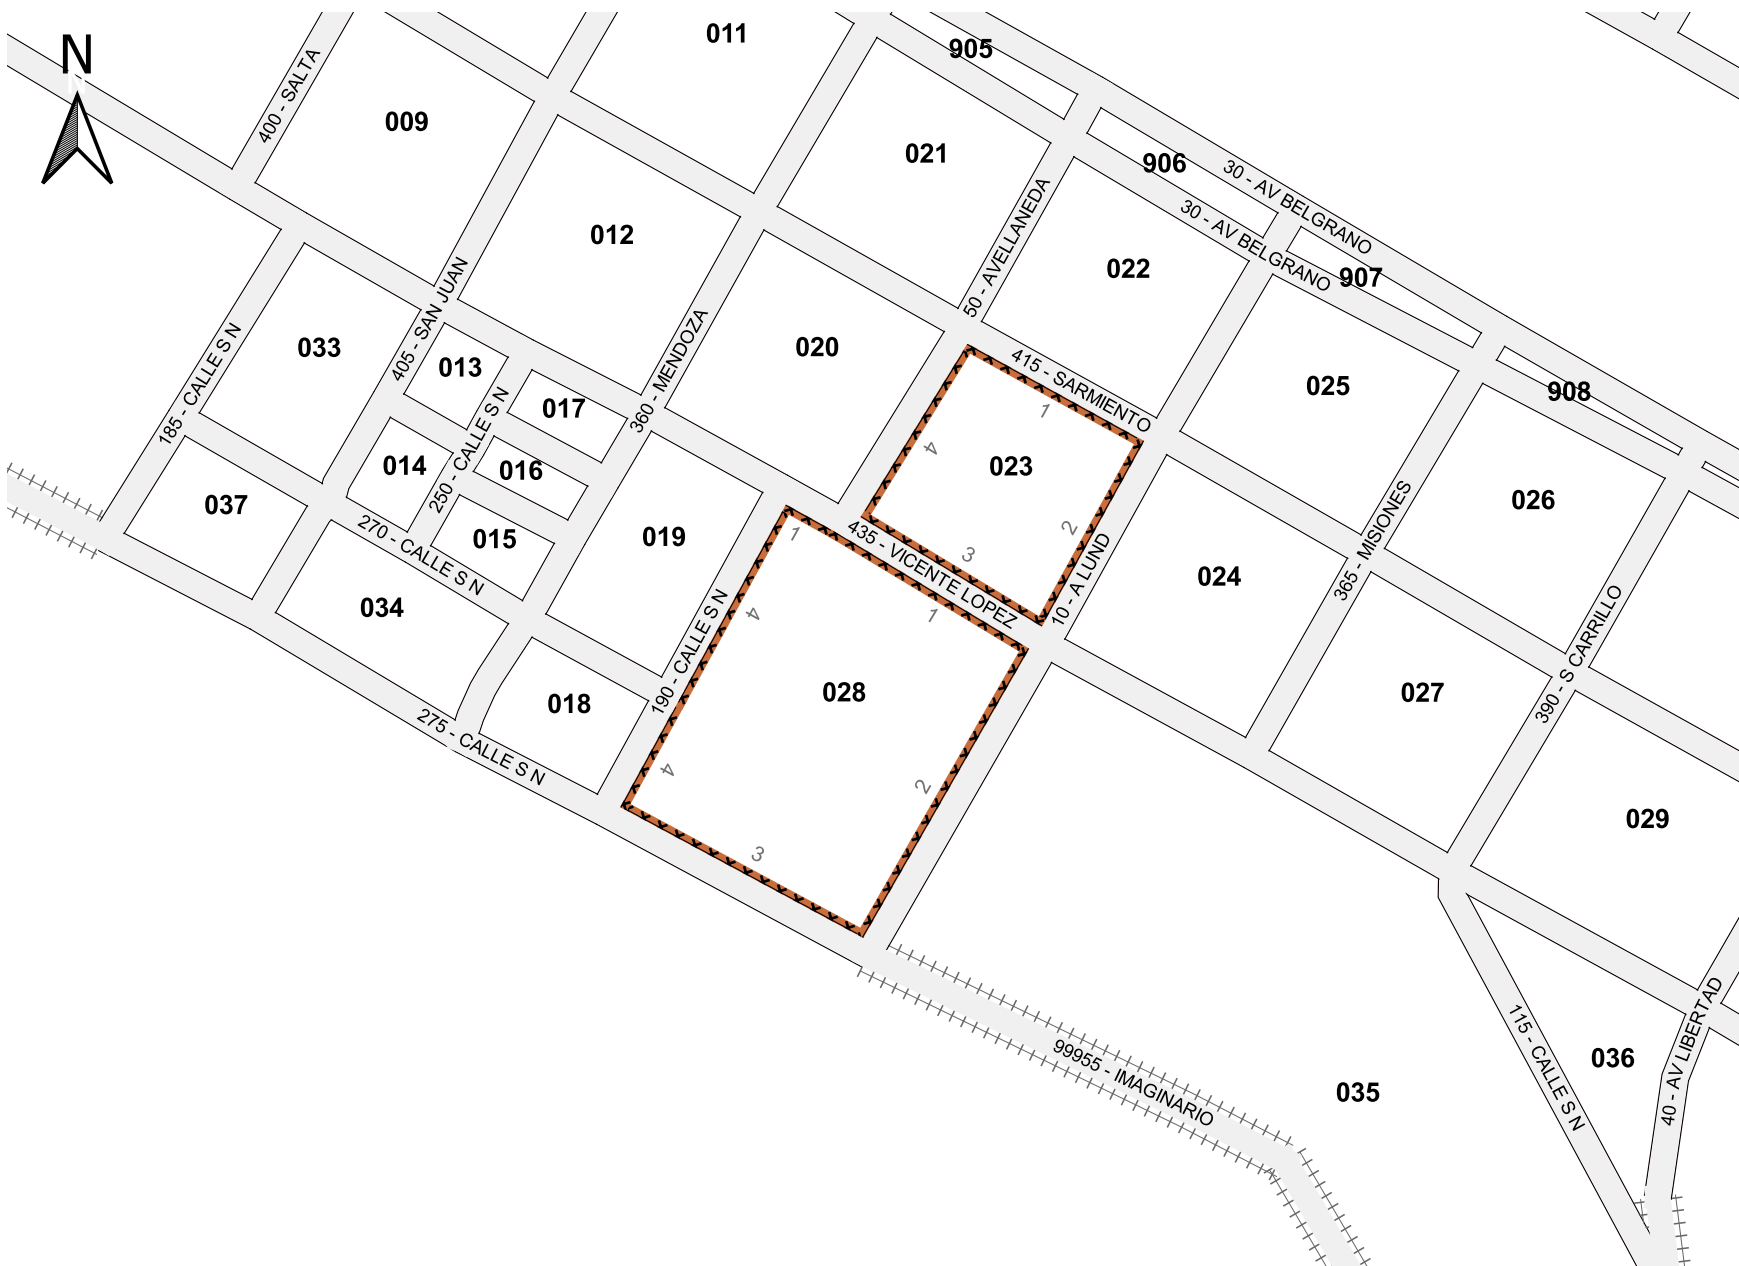 N
011
905
400 - SALTA
009
021
906
30 - AV BELGRANO
30 - AV BELGRANO
012
50 - AVELLANEDA
022
907
405 - SAN JUAN
033
013
360 - MENDOZA
020
415 - SARMIENTO
025
908
185 - CALLE S N
017
250 - CALLE S N
1
4
023
014
016
026
037
015
019
365 - MISIONES
270 - CALLE S N
1
435 - VICENTE LOPEZ
3
2
10 - A LUND
024
034
190 - CALLE S N
4
1
390 - S CARRILLO
018
028
027
275 - CALLE S N
4
2
3
029
115 - CALLE S N
40 - AV LIBERTAD
036
99955 - IMAGINARIO
035